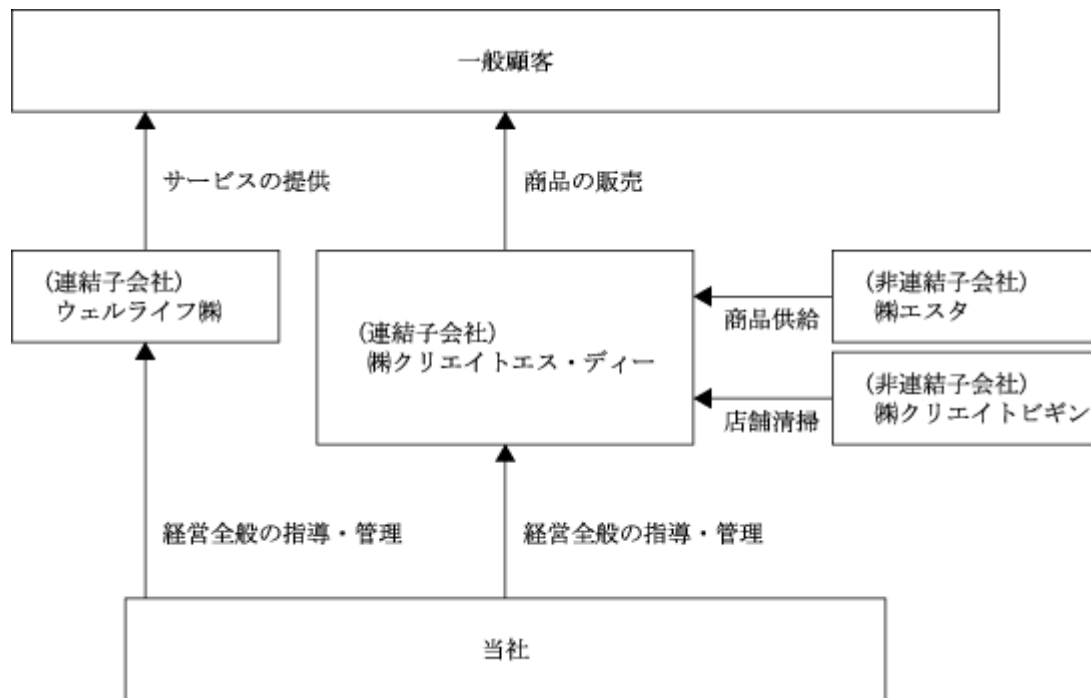 一般顧客
サービスの提供
商品の販売
(連結子会社)
ウェルライフ㈱
(連結子会社)
㈱クリエイトエス・ディー
商品供給
(非連結子会社)
㈱エスタ
店舗清掃
(非連結子会社)
㈱クリエイトビギン
経営全般の指導・管理
経営全般の指導・管理
当社